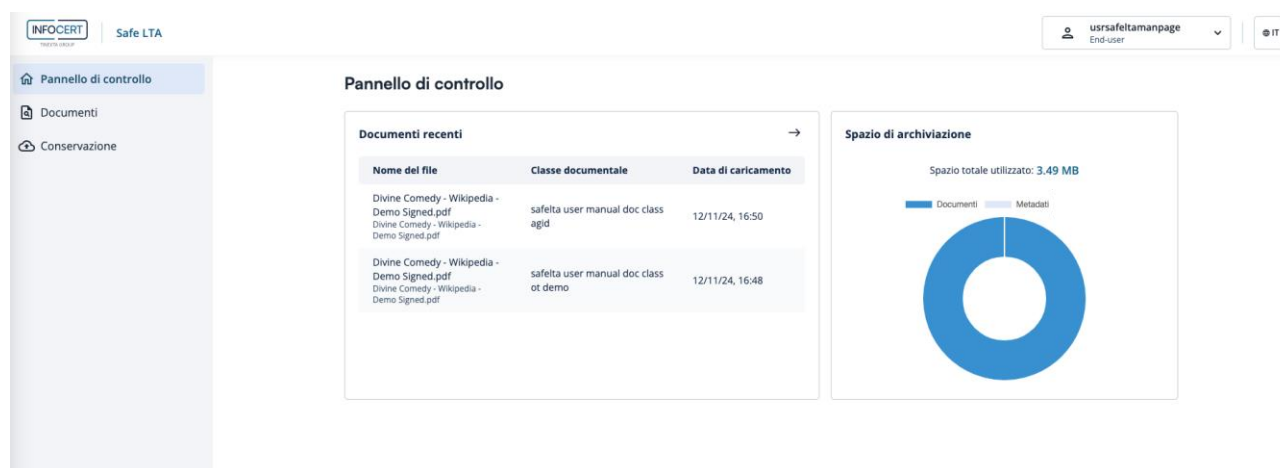 INFOCERT
TINEXTA GROUP
Safe LTA
usrsafeltamanpage
End-user
IT
Pannello di controllo
Documenti
Conservazione
Pannello di controllo
Documenti recenti
Nome del file Classe documentale Data di caricamento
Divine Comedy - Wikipedia -
Demo Signed.pdf
Divine Comedy - Wikipedia -
Demo Signed.pdf
safelta user manual doc class
agid
12/11/24, 16:50
Divine Comedy - Wikipedia -
Demo Signed.pdf
Divine Comedy - Wikipedia -
Demo Signed.pdf
safelta user manual doc class
ot demo
12/11/24, 16:48
Spazio di archiviazione
Spazio totale utilizzato: 3.49 MB
Documenti Metadati